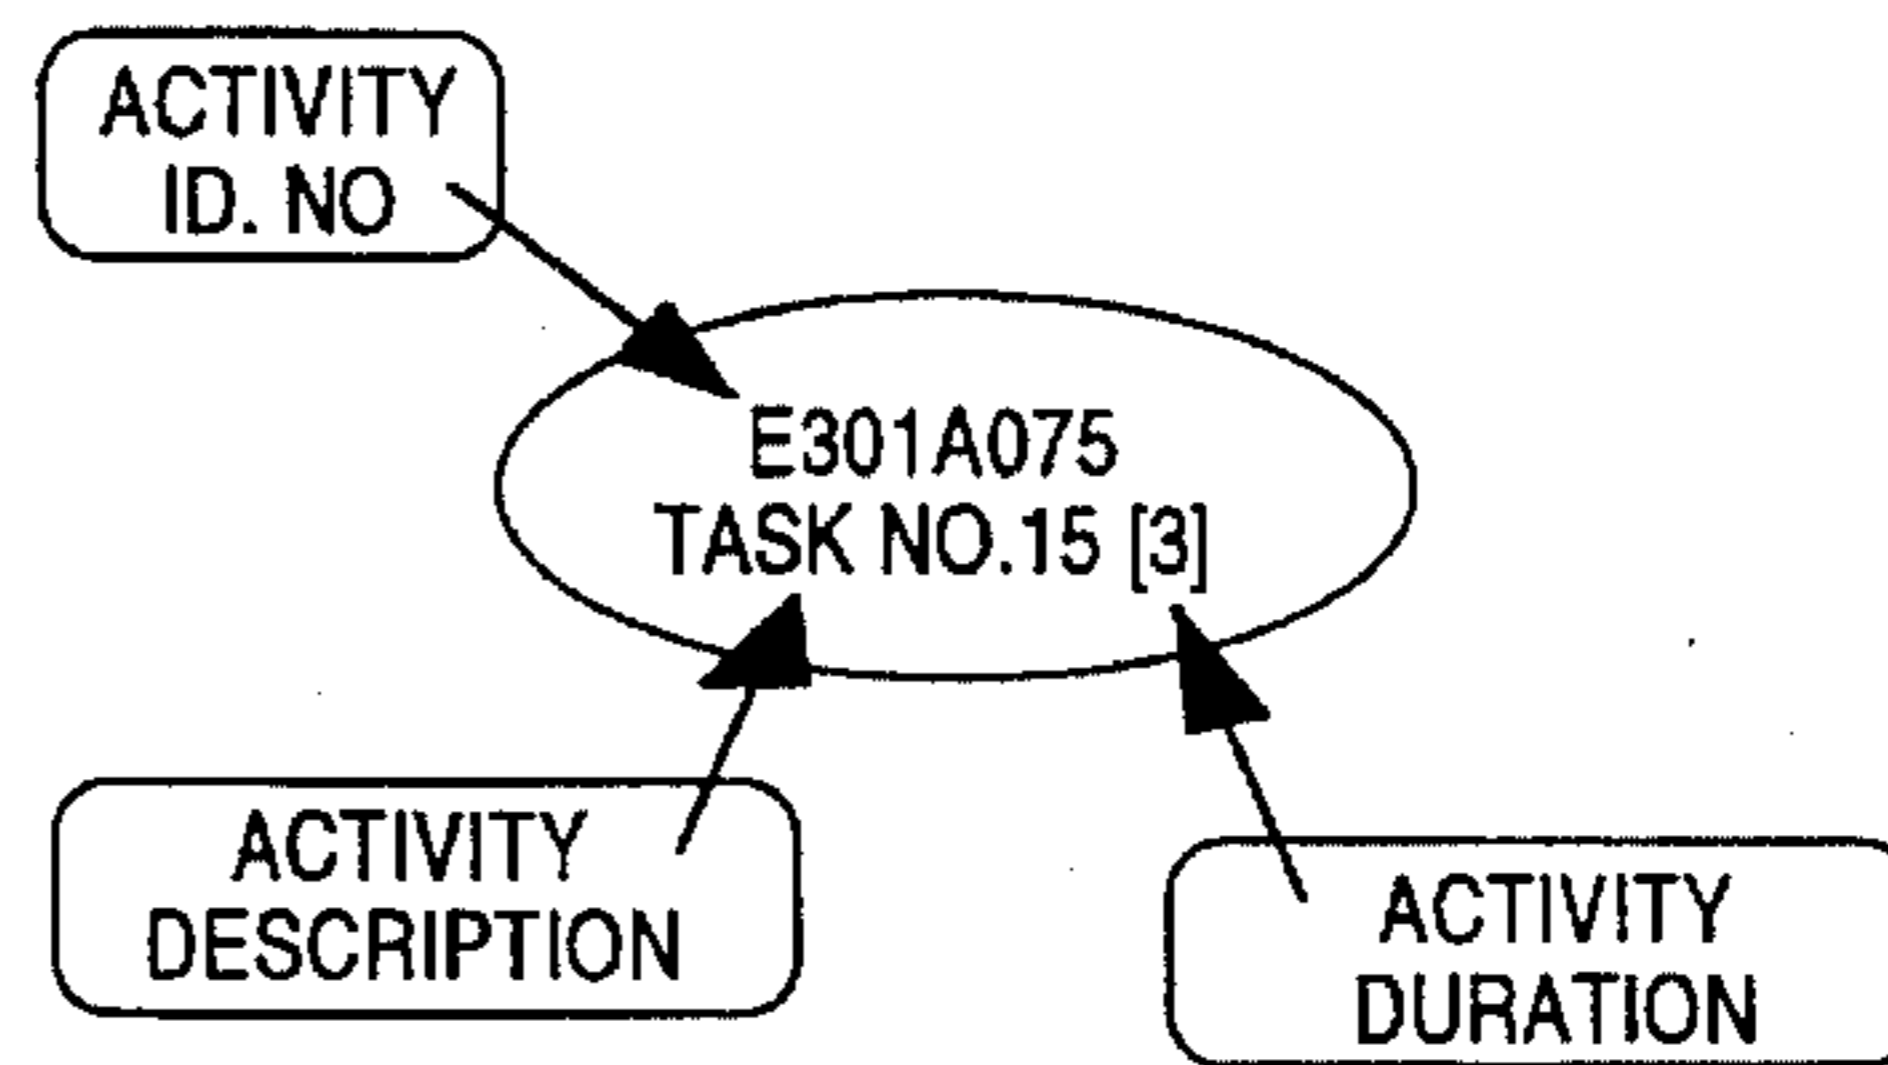 ACTIVITY
ID. NO
E301A075
TASK NO.15 [3]
ACTIVITY
DESCRIPTION
ACTIVITY
DURATION